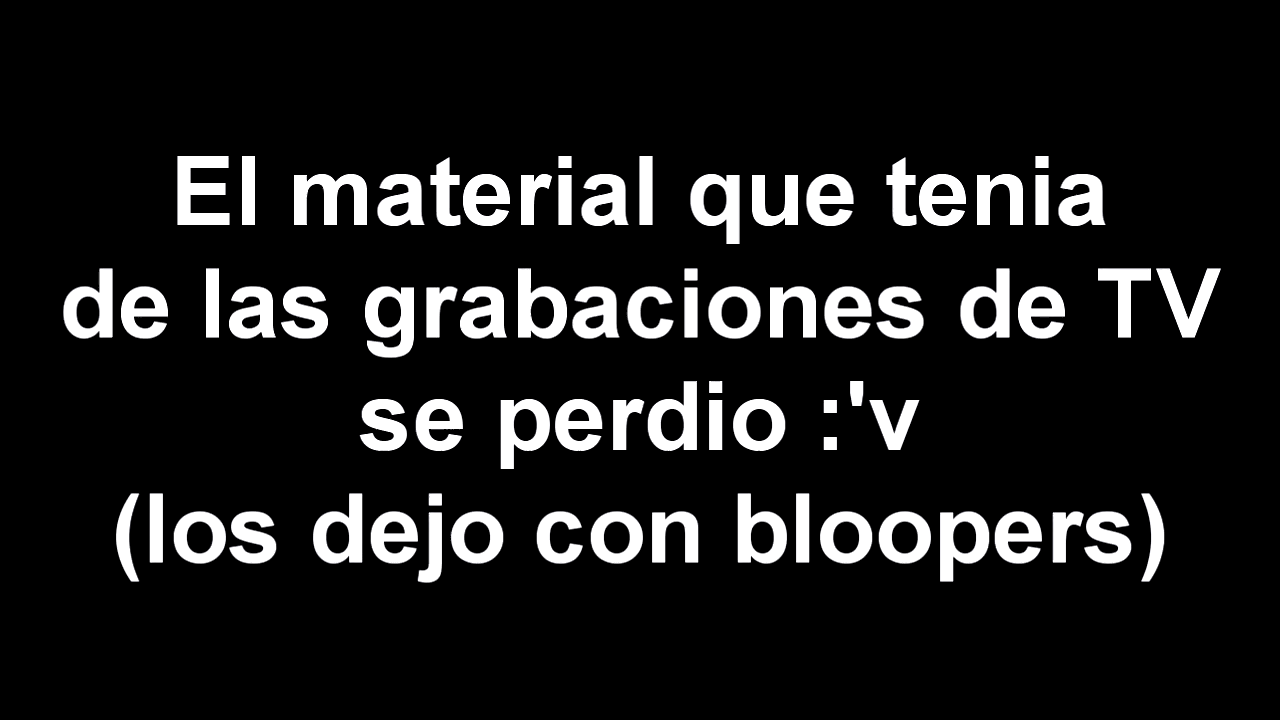 El material que tenia
de las grabaciones de TV
se perdio :'v
(los dejo con bloopers)